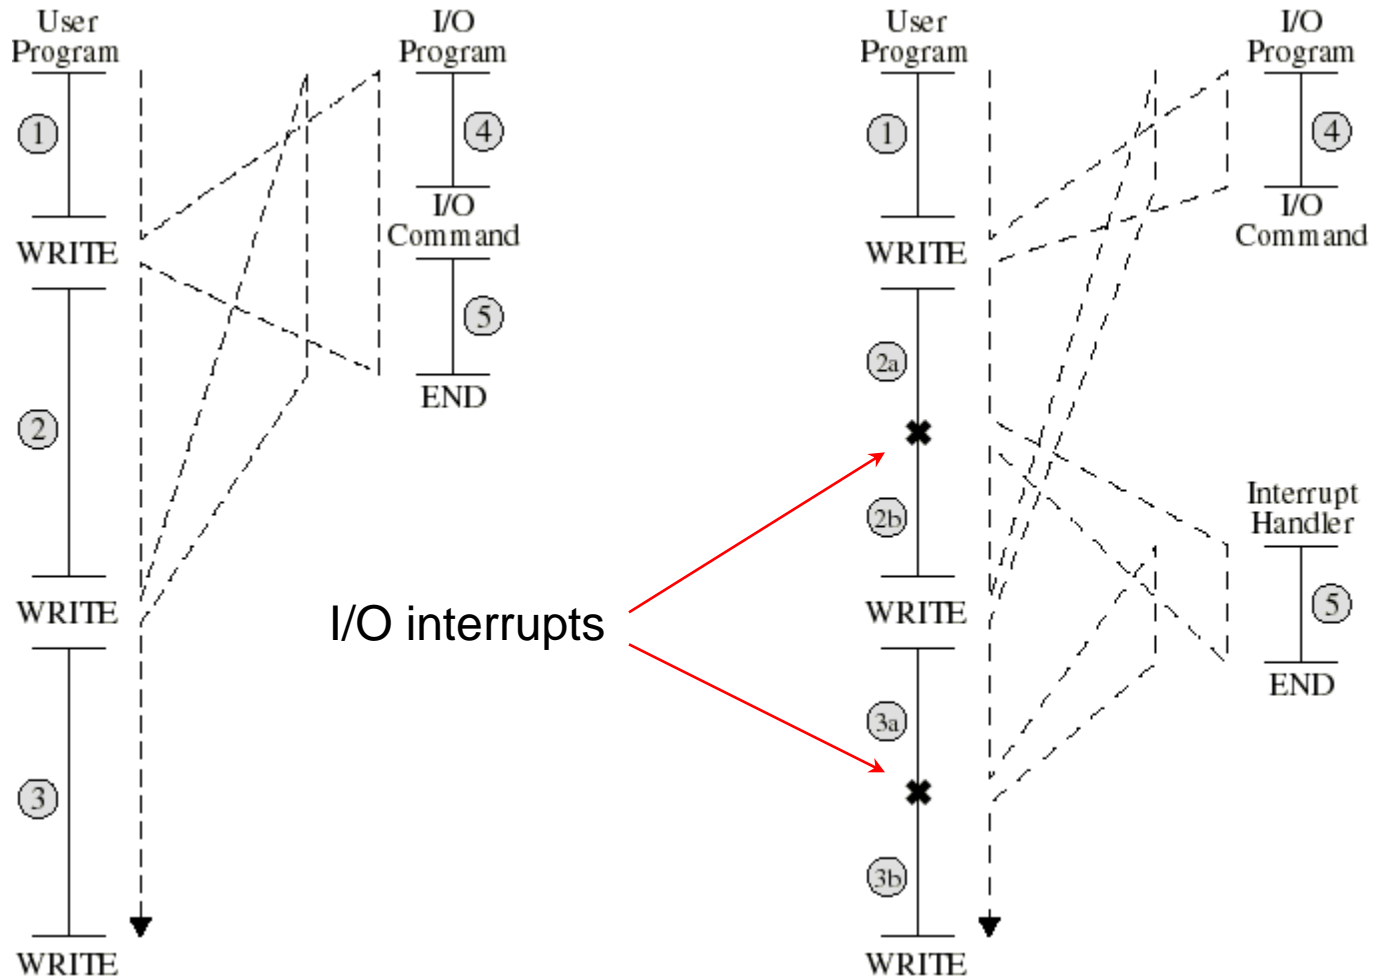 User
Program
1
WRITE
2
WRITE
3
WRITE
I/O
Program
4
I/O
Command
5
END
I/O interrupts
User
Program
1
WRITE
2a
2b
WRITE
3a
3b
WRITE
I/O
Program
4
I/O
Command
Interrupt
Handler
5
END